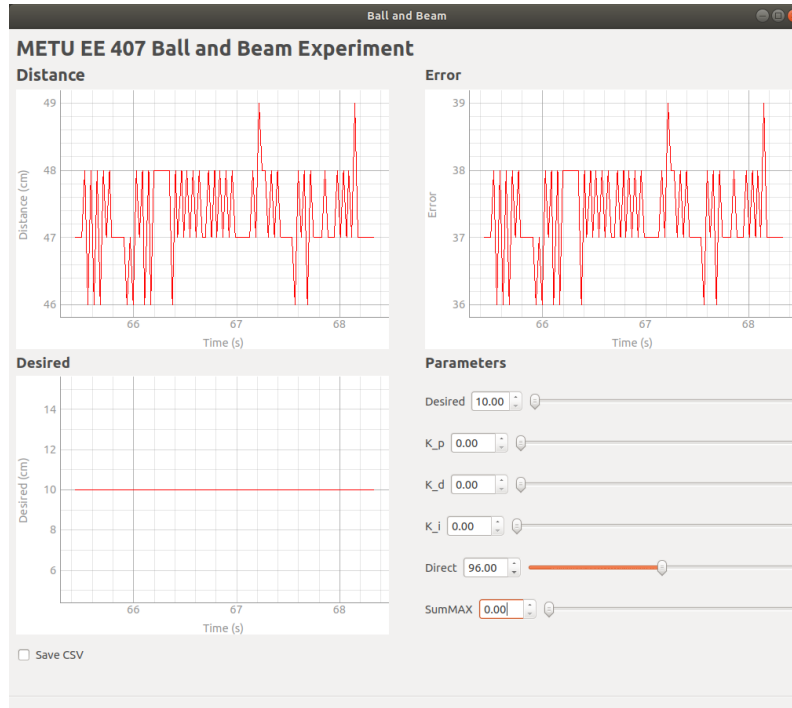 Ball and Beam
METU EE 407 Ball and Beam Experiment
Distance
49
48
47
46
Distance (cm)
66 67 68
Time (s)
Error
39
38
37
36
Error
66 67 68
Time (s)
Desired
14
12
10
8
6
Desired (cm)
66 67 68
Time (s)
Parameters
Desired 10.00
K_p 0.00
K_d 0.00
K_i 0.00
Direct 96.00
SumMAX 0.00
Save CSV